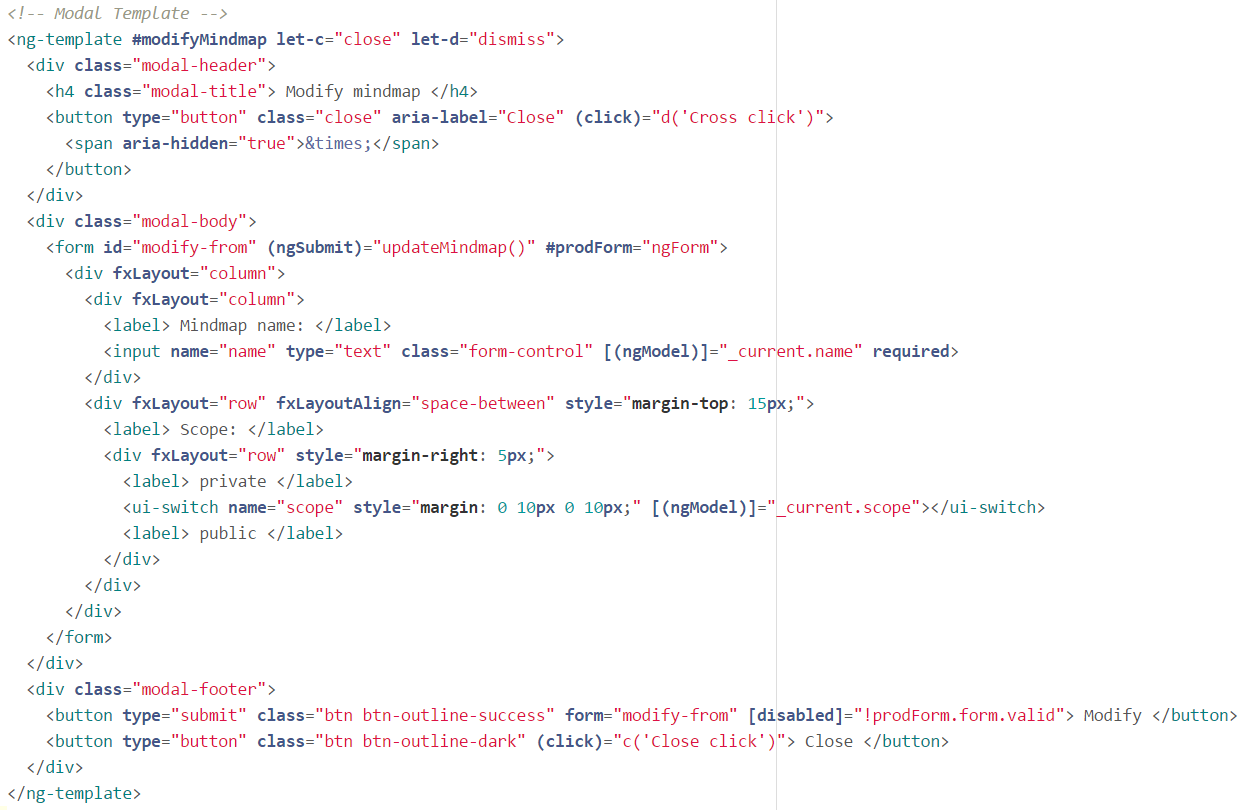 <!-- Modal Template -->
<ng-template #modifyMindmap let-c="close" let-d="dismiss">
  <div class="modal-header">
    <h4 class="modal-title"> Modify mindmap </h4>
    <button type="button" class="close" aria-label="Close" (click)="d('Cross click')">
      <span aria-hidden="true">&times;</span>
    </button>
  </div>
  <div class="modal-body">
    <form id="modify-from" (ngSubmit)="updateMindmap()" #prodForm="ngForm">
      <div fxLayout="column">
        <div fxLayout="column">
          <label> Mindmap name: </label>
          <input name="name" type="text" class="form-control" [(ngModel)]="_current.name" required>
        </div>
        <div fxLayout="row" fxLayoutAlign="space-between" style="margin-top: 15px;">
          <label> Scope: </label>
          <div fxLayout="row" style="margin-right: 5px;">
            <label> private </label>
            <ui-switch name="scope" style="margin: 0 10px 0 10px;" [(ngModel)]="_current.scope"></ui-switch>
            <label> public </label>
          </div>
        </div>
      </div>
    </form>
  </div>
  <div class="modal-footer">
    <button type="submit" class="btn btn-outline-success" form="modify-from" [disabled]="!prodForm.form.valid"> Modify </button>
    <button type="button" class="btn btn-outline-dark" (click)="c('Close click')"> Close </button>
  </div>
</ng-template>